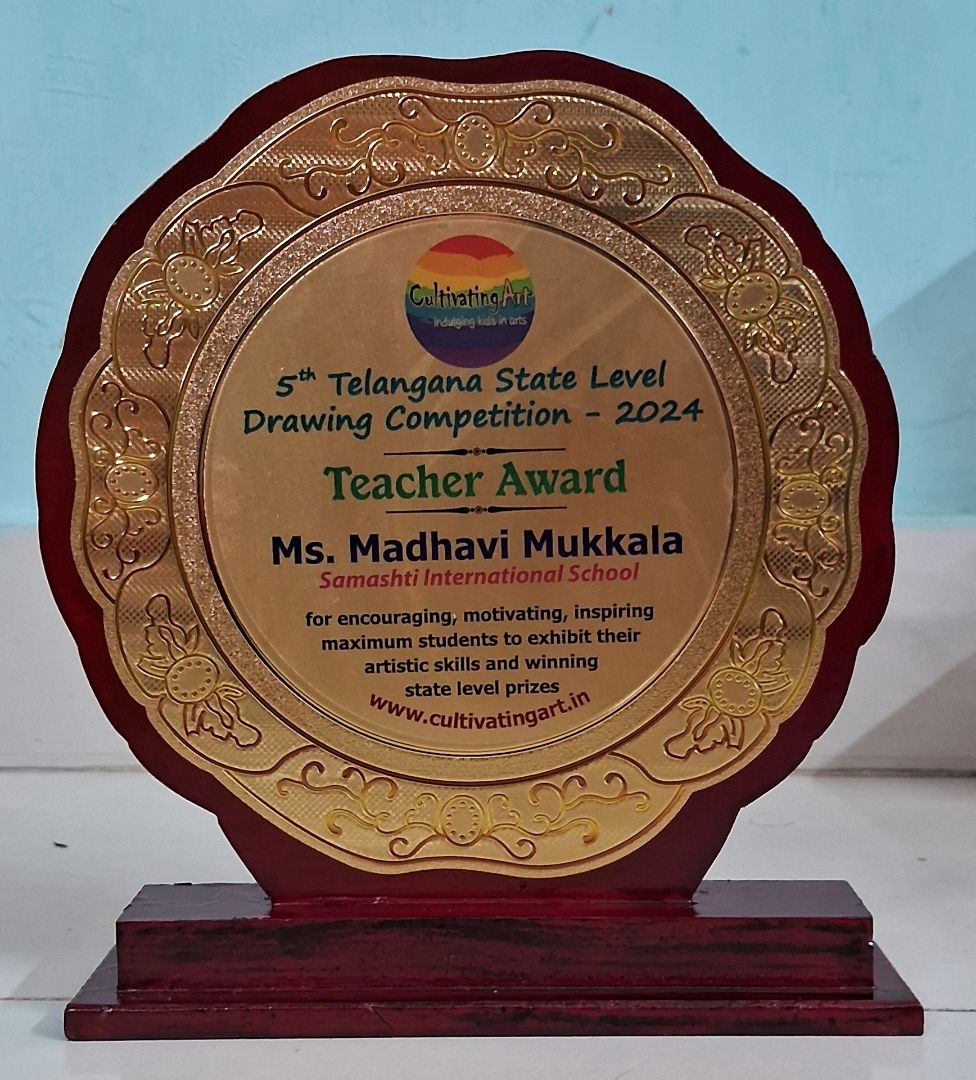 Cultivating Art
indulging kids in arts
5th Telangana State Level
Drawing Competition - 2024
Teacher Award
Ms. Madhavi Mukkala
Samashti International School
for encouraging, motivating, inspiring
maximum students to exhibit their
artistic skills and winning
state level prizes
www.cultivatingart.in